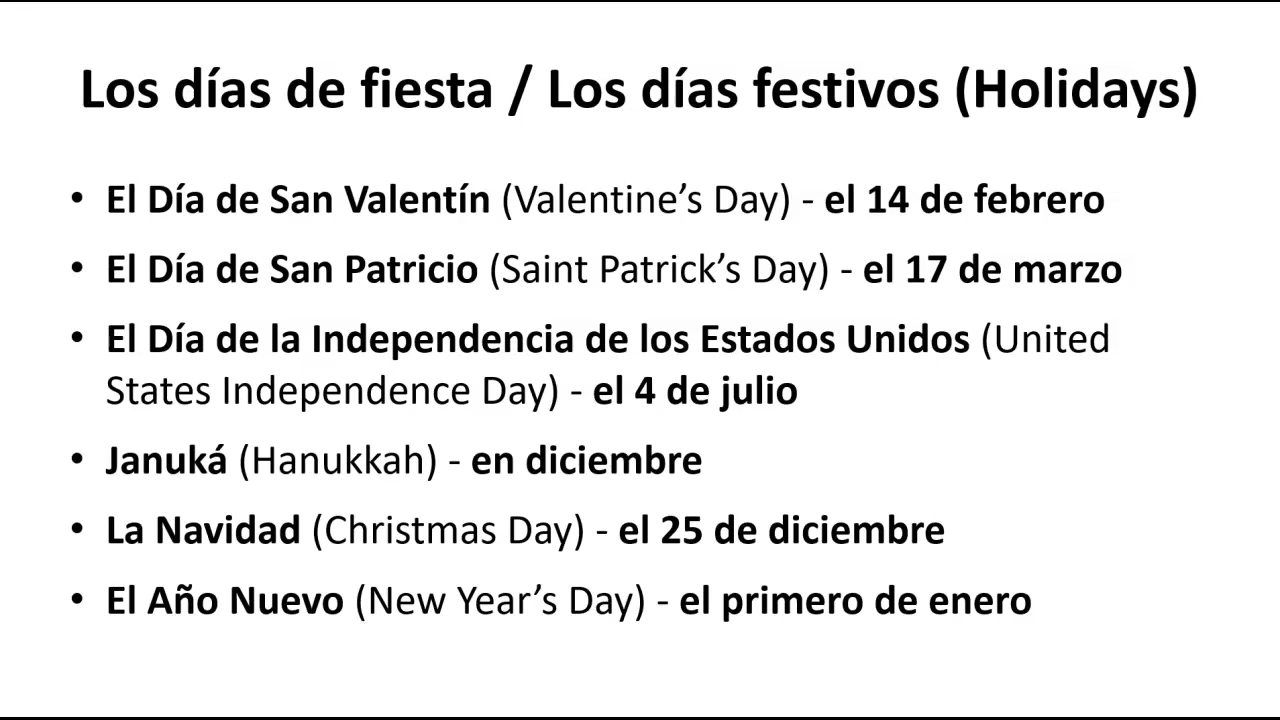 Los días de fiesta / Los días festivos (Holidays)
• El Día de San Valentín (Valentine’s Day) - el 14 de febrero
• El Día de San Patricio (Saint Patrick’s Day) - el 17 de marzo
• El Día de la Independencia de los Estados Unidos (United
States Independence Day) - el 4 de julio
• Januká (Hanukkah) - en diciembre
• La Navidad (Christmas Day) - el 25 de diciembre
• El Año Nuevo (New Year’s Day) - el primero de enero